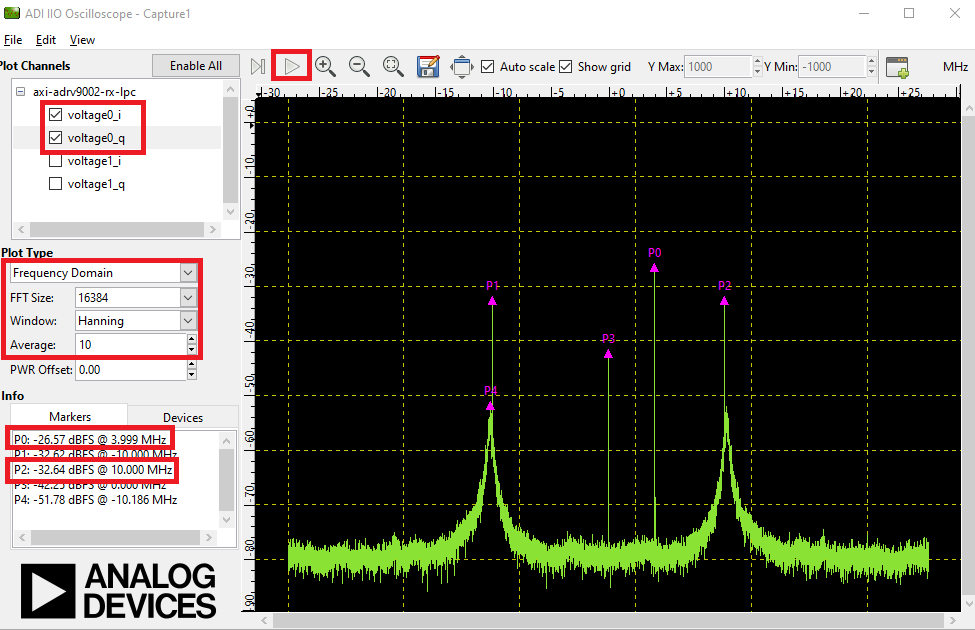 ADI IIO Oscilloscope - Capture1
File Edit View
Plot Channels Enable All Auto scale Show grid Y Max: 1000 Y Min: -1000 MHz
axi-adrv9002-rx-lpc
voltage0_i
voltage0_q
voltage1_i
voltage1_q
-30 -25 -20 -15 -10 -5 +0 +5 +10 +15 +20 +25
+0
-10
-20
-30
-40
-50
-60
-70
-80
-90
P0
P1
P2
P3
P4
Plot Type
Frequency Domain
FFT Size: 16384
Window: Hanning
Average: 10
PWR Offset: 0.00
Info
Markers Devices
P0: -26.57 dBFS @ 3.999 MHz
P1: -32.62 dBFS @ -10.000 MHz
P2: -32.64 dBFS @ 10.000 MHz
P3: -42.25 dBFS @ 0.000 MHz
P4: -51.78 dBFS @ -10.186 MHz
ANALOG
DEVICES